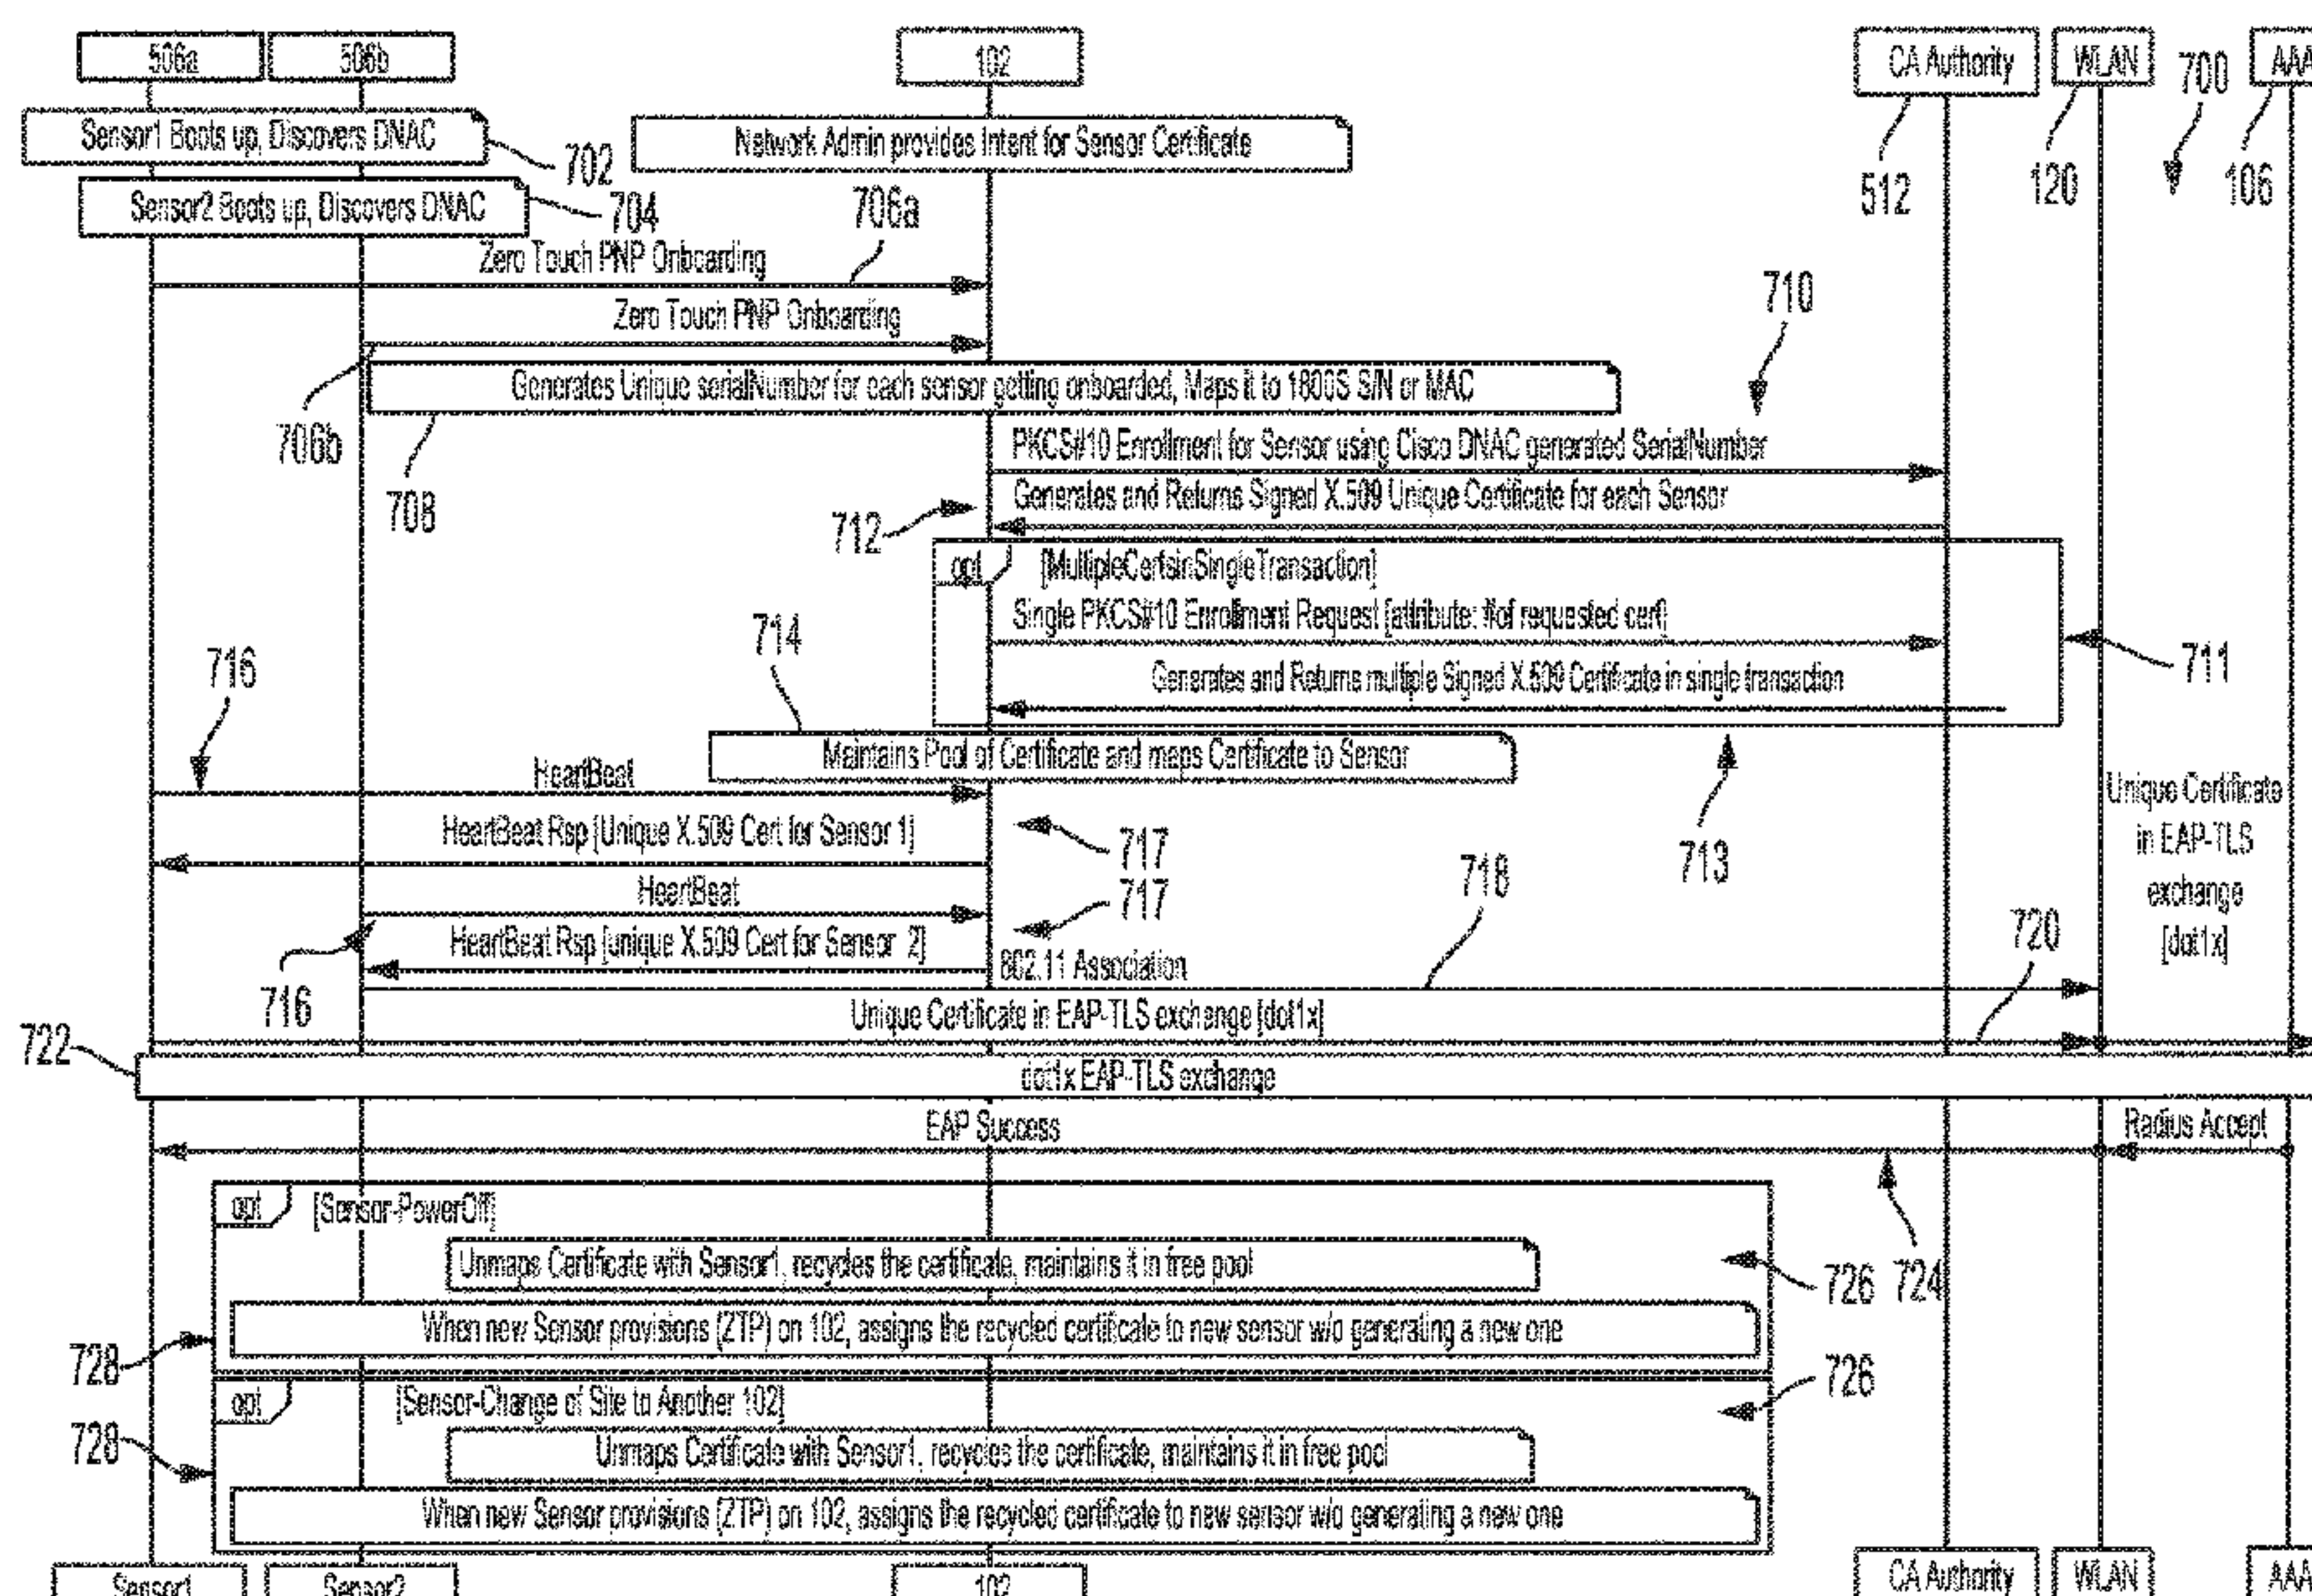 506a
506b
102
CA Authority
WLAN
700
AAA
Sensor1 Boots up, Discovers DNAC
702
Network Admin provides Intent for Sensor Certificate
512
120
106
Sensor2 Boots up, Discovers DNAC
704
706a
Zero Touch PNP Onboarding
Zero Touch PNP Onboarding
710
706b
Generates Unique serialNumber for each sensor getting onboarded, Maps it to 1800S S/N or MAC
708
PKCS#10 Enrollment for Sensor using Cisco DNAC generated SerialNumber
Generates and Returns Signed X.509 Unique Certificate for each Sensor
712
opt
[MultipleCertsinSingleTransaction]
Single PKCS#10 Enrollment Request [attribute: #of requested cert]
711
Generates and Returns multiple Signed X.509 Certificate in single transaction
714
716
Maintains Pool of Certificate and maps Certificate to Sensor
713
HeartBeat
HeartBeat Rsp [Unique X.509 Cert for Sensor 1]
717
HeartBeat
717
718
HeartBeat Rsp [unique X.509 Cert for Sensor 2]
716
802.11 Association
Unique Certificate
in EAP-TLS
exchange
[dot1x]
720
Unique Certificate in EAP-TLS exchange [dot1x]
722
dot1x EAP-TLS exchange
EAP Success
Radius Accept
724
opt
[Sensor-PowerOff]
Unmaps Certificate with Sensor1, recycles the certificate, maintains it in free pool
726
When new Sensor provisions (ZTP) on 102, assigns the recycled certificate to new sensor w/o generating a new one
728
opt
[Sensor-Change of Site to Another 102]
726
Unmaps Certificate with Sensor1, recycles the certificate, maintains it in free pool
728
When new Sensor provisions (ZTP) on 102, assigns the recycled certificate to new sensor w/o generating a new one
Sensor1
Sensor2
102
CA Authority
WLAN
AAA